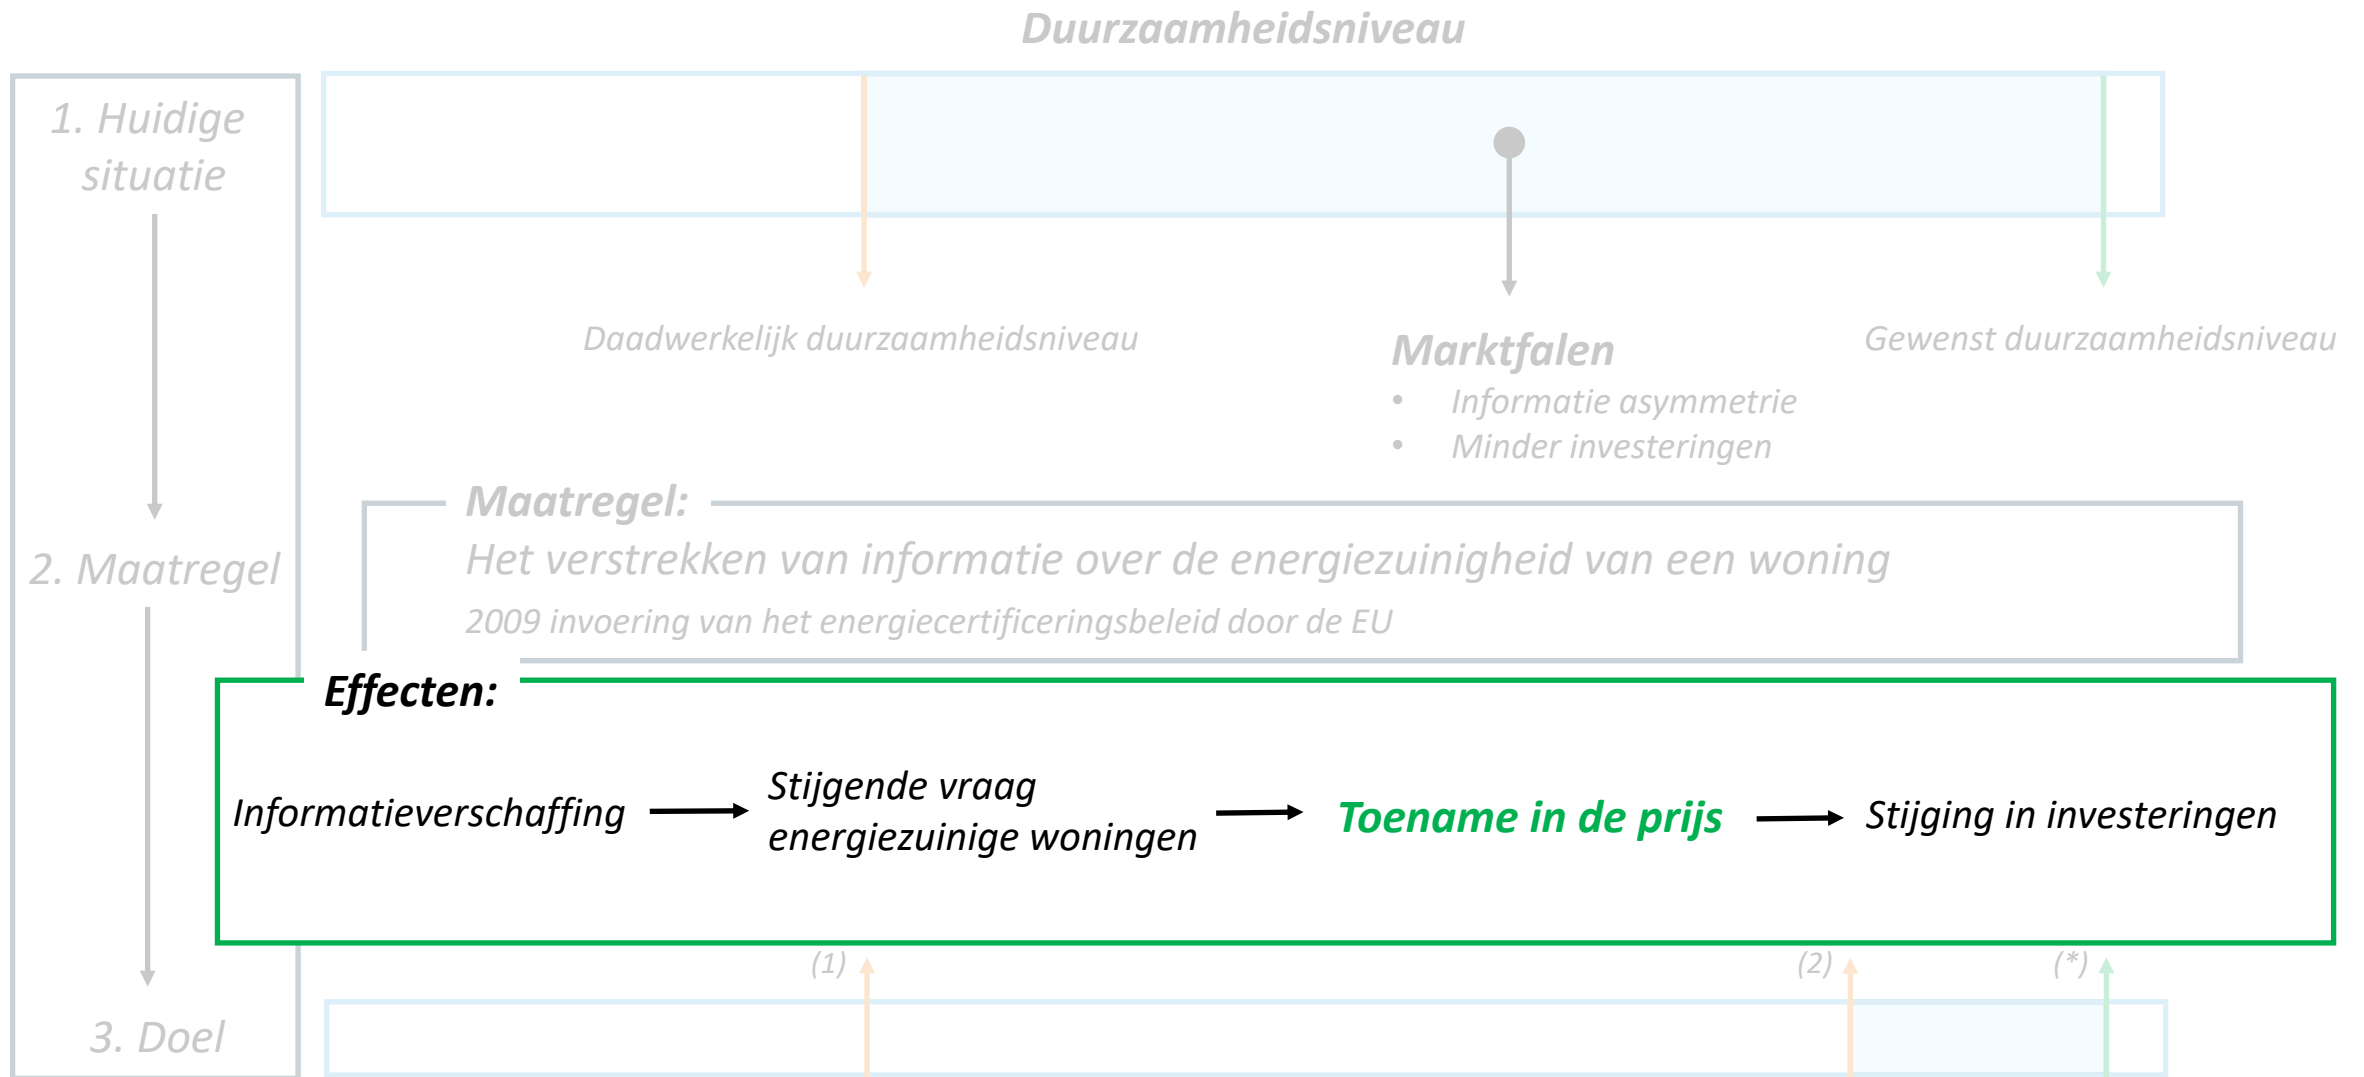 Duurzaamheidsniveau
1. Huidige
situatie
Daadwerkelijk duurzaamheidsniveau
Marktfalen
• Informatie asymmetrie
• Minder investeringen
Gewenst duurzaamheidsniveau
2. Maatregel
Maatregel:
Het verstrekken van informatie over de energiezuinigheid van een woning
2009 invoering van het energiecertificeringsbeleid door de EU
Effecten:
Informatieverschaffing
Stijgende vraag
energiezuinige woningen
Toename in de prijs
Stijging in investeringen
(1)
(2)
(*)
3. Doel